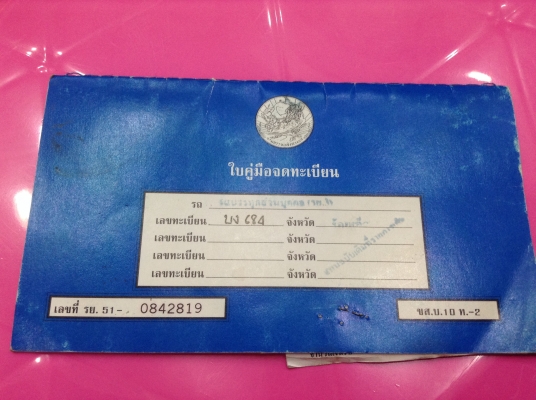 ใบคู่มือจดทะเบียน
รถ
เลขทะเบียน บง 684 จังหวัด
เลขทะเบียน จังหวัด
เลขทะเบียน จังหวัด
เลขทะเบียน จังหวัด
เลขที่ รย. 51- 0842819
ขส.บ.10 ท.-2